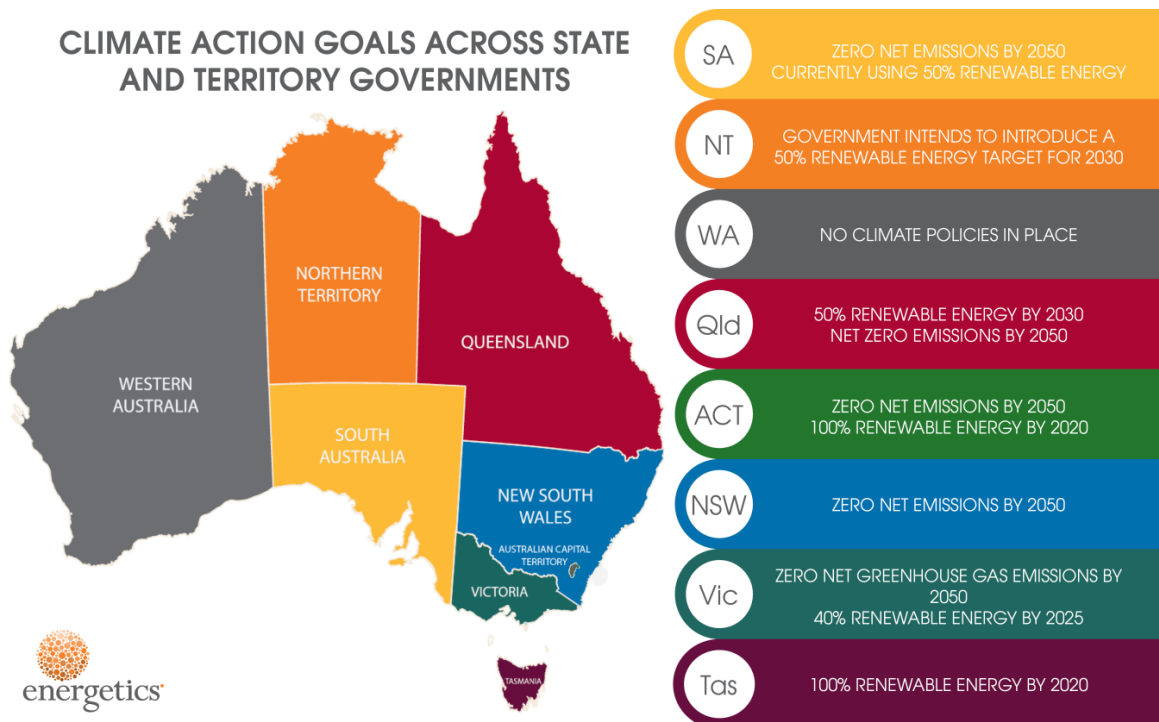 CLIMATE ACTION GOALS ACROSS STATE
AND TERRITORY GOVERNMENTS
NORTHERN
TERRITORY
QUEENSLAND
WESTERN
AUSTRALIA
SOUTH
AUSTRALIA
NEW SOUTH
WALES
AUSTRALIAN CAPITAL
TERRITORY
VICTORIA
TASMANIA
energetics
SA
ZERO NET EMISSIONS BY 2050
CURRENTLY USING 50% RENEWABLE ENERGY
NT
GOVERNMENT INTENDS TO INTRODUCE A
50% RENEWABLE ENERGY TARGET FOR 2030
WA
NO CLIMATE POLICIES IN PLACE
Qld
50% RENEWABLE ENERGY BY 2030
NET ZERO EMISSIONS BY 2050
ACT
ZERO NET EMISSIONS BY 2050
100% RENEWABLE ENERGY BY 2020
NSW
ZERO NET EMISSIONS BY 2050
Vic
ZERO NET GREENHOUSE GAS EMISSIONS BY
2050
40% RENEWABLE ENERGY BY 2025
Tas
100% RENEWABLE ENERGY BY 2020